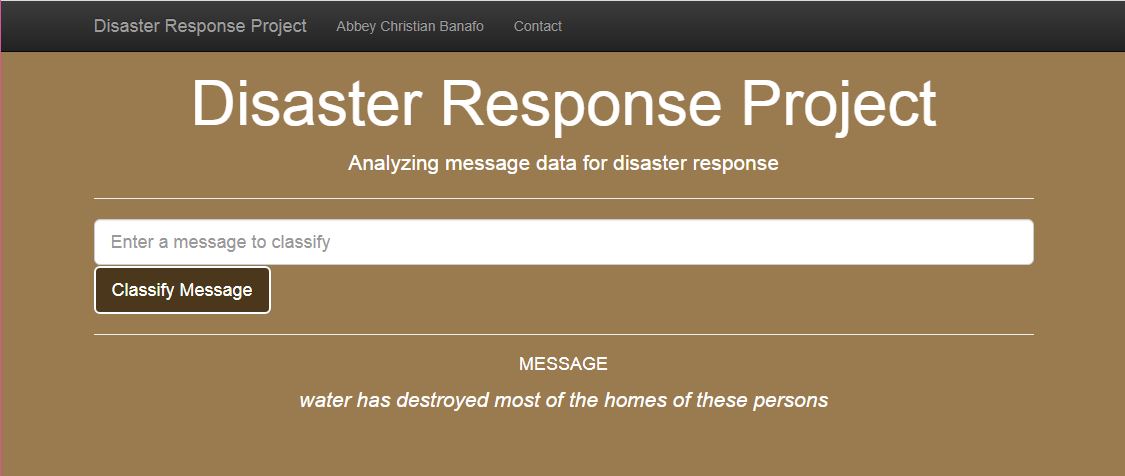 Disaster Response Project Abbey Christian Banafo Contact
Disaster Response Project
Analyzing message data for disaster response
Enter a message to classify
Classify Message
MESSAGE
water has destroyed most of the homes of these persons